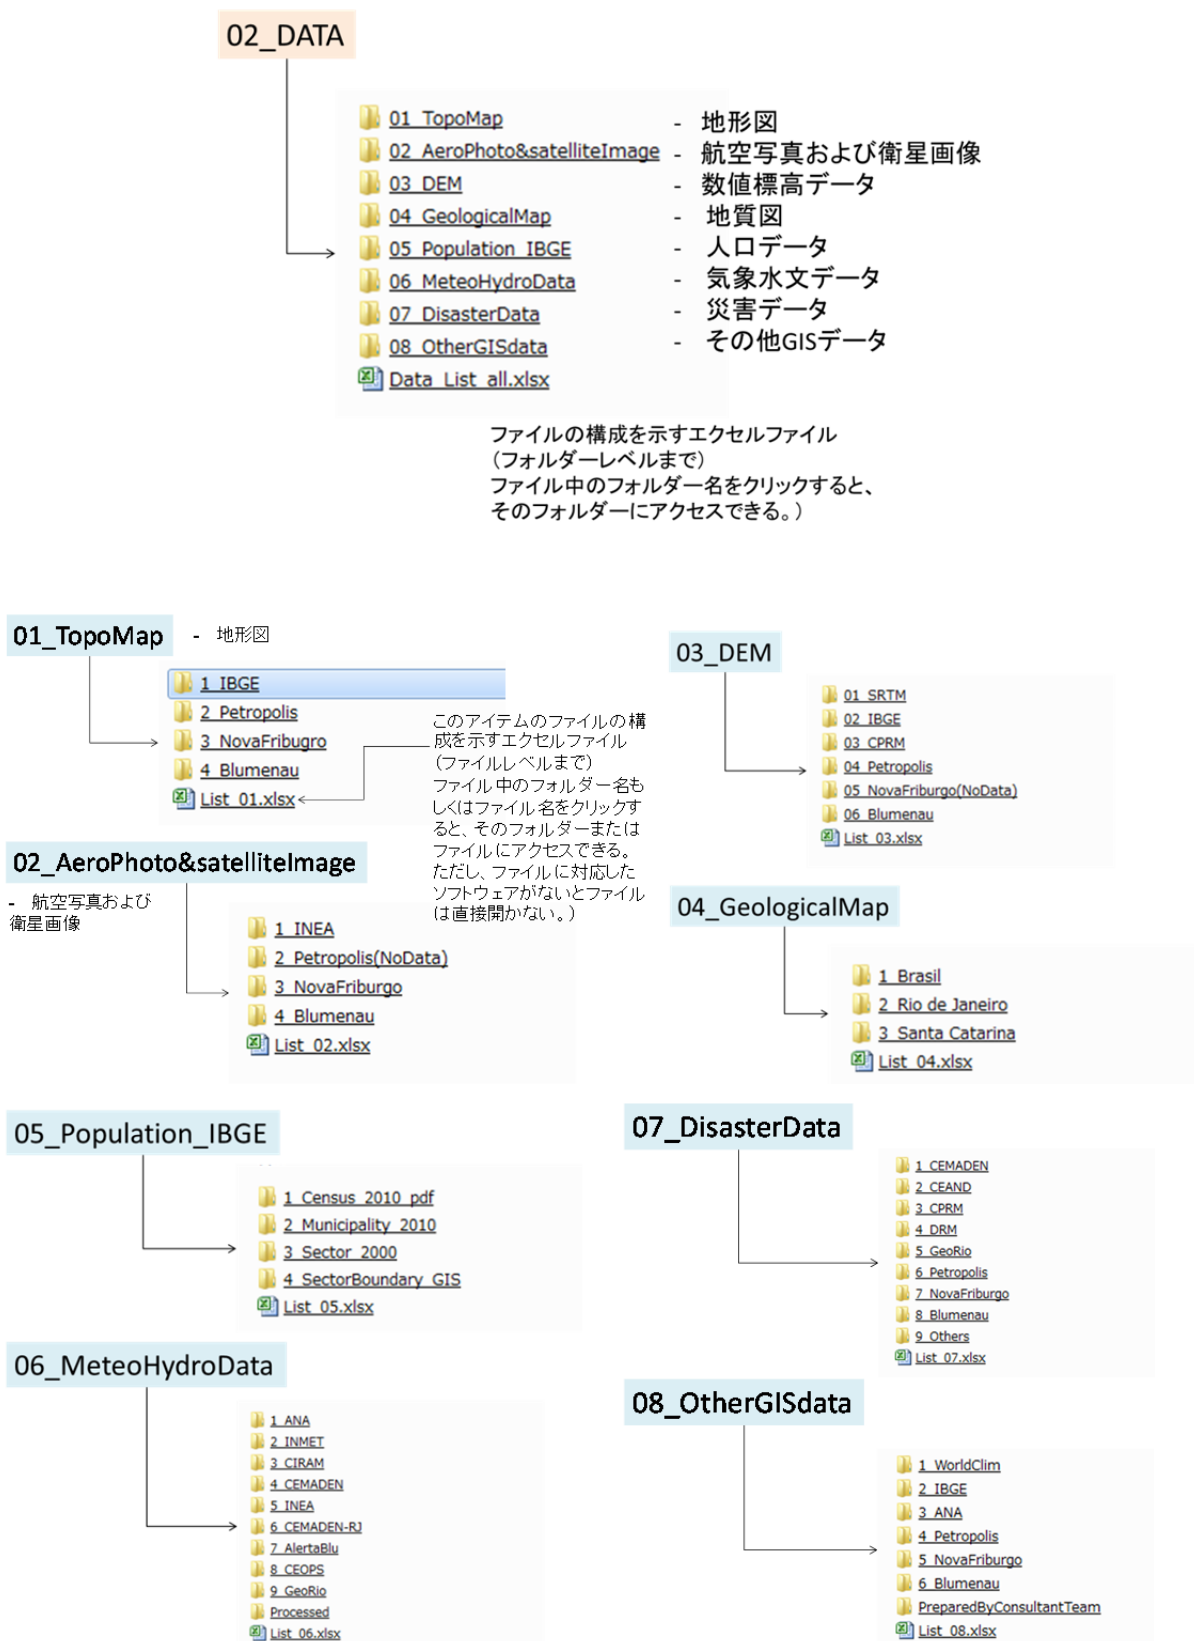 02_DATA
01_TopoMap - 地形図
02_AeroPhoto&satelliteImage - 航空写真および衛星画像
03_DEM - 数値標高データ
04_GeologicalMap - 地質図
05_Population_IBGE - 人口データ
06_MeteoHydroData - 気象水文データ
07_DisasterData - 災害データ
08_OtherGISdata - その他GISデータ
Data_List_all.xlsx
ファイルの構成を示すエクセルファイル
(フォルダーレベルまで)
ファイル中のフォルダー名をクリックすると、
そのフォルダーにアクセスできる。)
01_TopoMap - 地形図
1_IBGE
2_Petropolis
3_NovaFribugro
4_Blumenau
List_01.xlsx
このアイテムのファイルの構
成を示すエクセルファイル
(ファイルレベルまで)
ファイル中のフォルダー名も
しくはファイル名をクリックす
ると、そのフォルダーまたは
ファイルにアクセスできる。
ただし、ファイルに対応した
ソフトウェアがないとファイル
は直接開かない。)
02_AeroPhoto&satelliteImage
- 航空写真および
衛星画像
1_INEA
2_Petropolis(NoData)
3_NovaFriburgo
4_Blumenau
List_02.xlsx
03_DEM
01_SRTM
02_IBGE
03_CPRM
04_Petropolis
05_NovaFriburgo(NoData)
06_Blumenau
List_03.xlsx
04_GeologicalMap
1_Brasil
2_Rio de Janeiro
3_Santa Catarina
List_04.xlsx
05_Population_IBGE
1_Census_2010_pdf
2_Municipality_2010
3_Sector_2000
4_SectorBoundary_GIS
List_05.xlsx
06_MeteoHydroData
1_ANA
2_INMET
3_CIRAM
4_CEMADEN
5_INEA
6_CEMADEN-RJ
7_AlertaBlu
8_CEOPS
9_GeoRio
Processed
List_06.xlsx
07_DisasterData
1_CEMADEN
2_CEAND
3_CPRM
4_DRM
5_GeoRio
6_Petropolis
7_NovaFriburgo
8_Blumenau
9_Others
List_07.xlsx
08_OtherGISdata
1_WorldClim
2_IBGE
3_ANA
4_Petropolis
5_NovaFriburgo
6_Blumenau
PreparedByConsultantTeam
List_08.xlsx